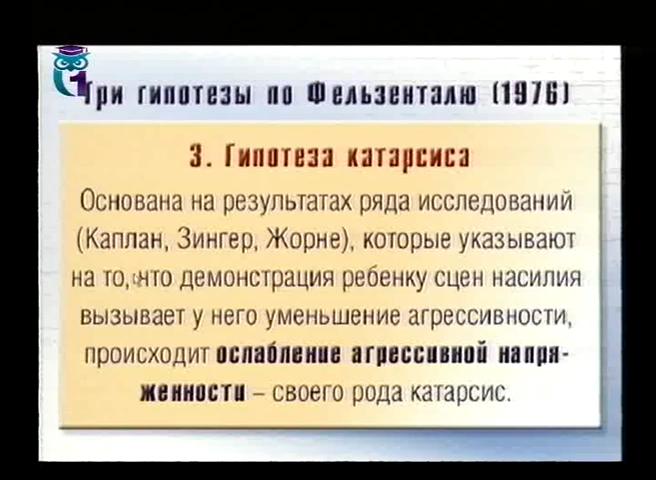 1
Три гипотезы по Фельзенталю (1976)
3. Гипотеза катарсиса
Основана на результатах ряда исследований
(Каплан, Зингер, Жорне), которые указывают
на то, что демонстрация ребенку сцен насилия
вызывает у него уменьшение агрессивности,
происходит ослабление агрессивной напря-
женности – своего рода катарсис.